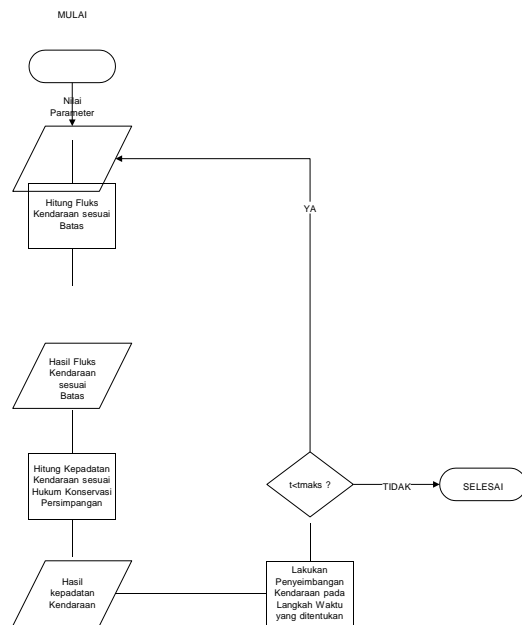 MULAI
Nilai
Parameter
Hitung Fluks
Kendaraan sesuai
Batas
YA
Hasil Fluks
Kendaraan
sesuai
Batas
Hitung Kepadatan
Kendaraan sesuai
Hukum Konservasi
Persimpangan
t<tmaks ?
TIDAK
SELESAI
Hasil
kepadatan
Kendaraan
Lakukan
Penyeimbangan
Kendaraan pada
Langkah Waktu
yang ditentukan